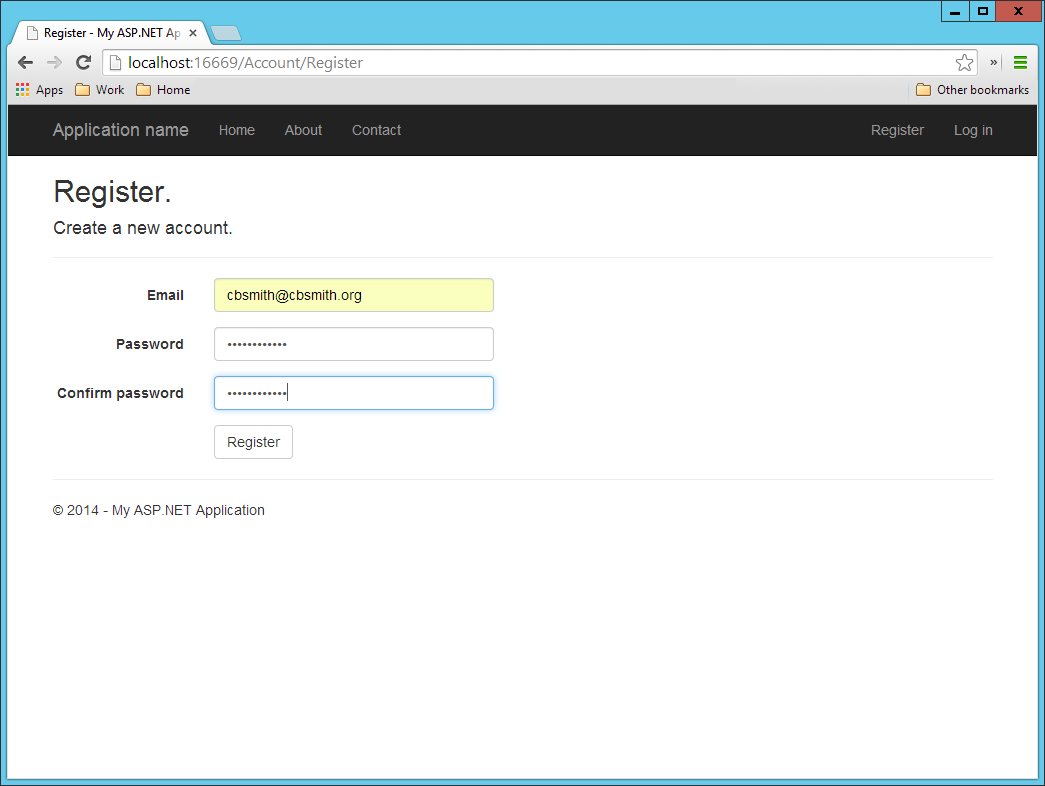 Register - My ASP.NET Ap
localhost:16669/Account/Register
Apps Work Home Other bookmarks
Application name Home About Contact Register Log in
Register.
Create a new account.
Email cbsmith@cbsmith.org
Password ••••••••••••
Confirm password ••••••••••••
Register
© 2014 - My ASP.NET Application